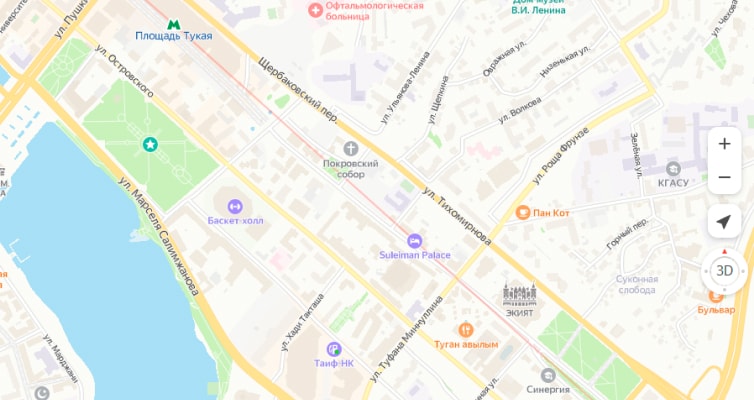 Офтальмологическая
больница
Дом-музей
В.И. Ленина
ул. Пушк
Площадь Тукая
ул. Островского
Щербаковский пер.
ул. Ульянова-Ленина
ул. Щепкина
Овражная ул.
Низенькая ул.
ул. Чехова
ул. Волкова
ул. Роща Фрунзе
Зелёная ул.
КГАСУ
Покровский
собор
ул. Марселя Салимжанова
Баскет-холл
ул. Тихомирнова
Пан Кот
Горный пер.
Suleiman Palace
Суконная
слобода
3D
ЭКИЯТ
Бульвар
ул. Хади Такташа
ул. Туфана Миннуллина
Туган авылым
Таиф-НК
ул. Марджани
Синергия